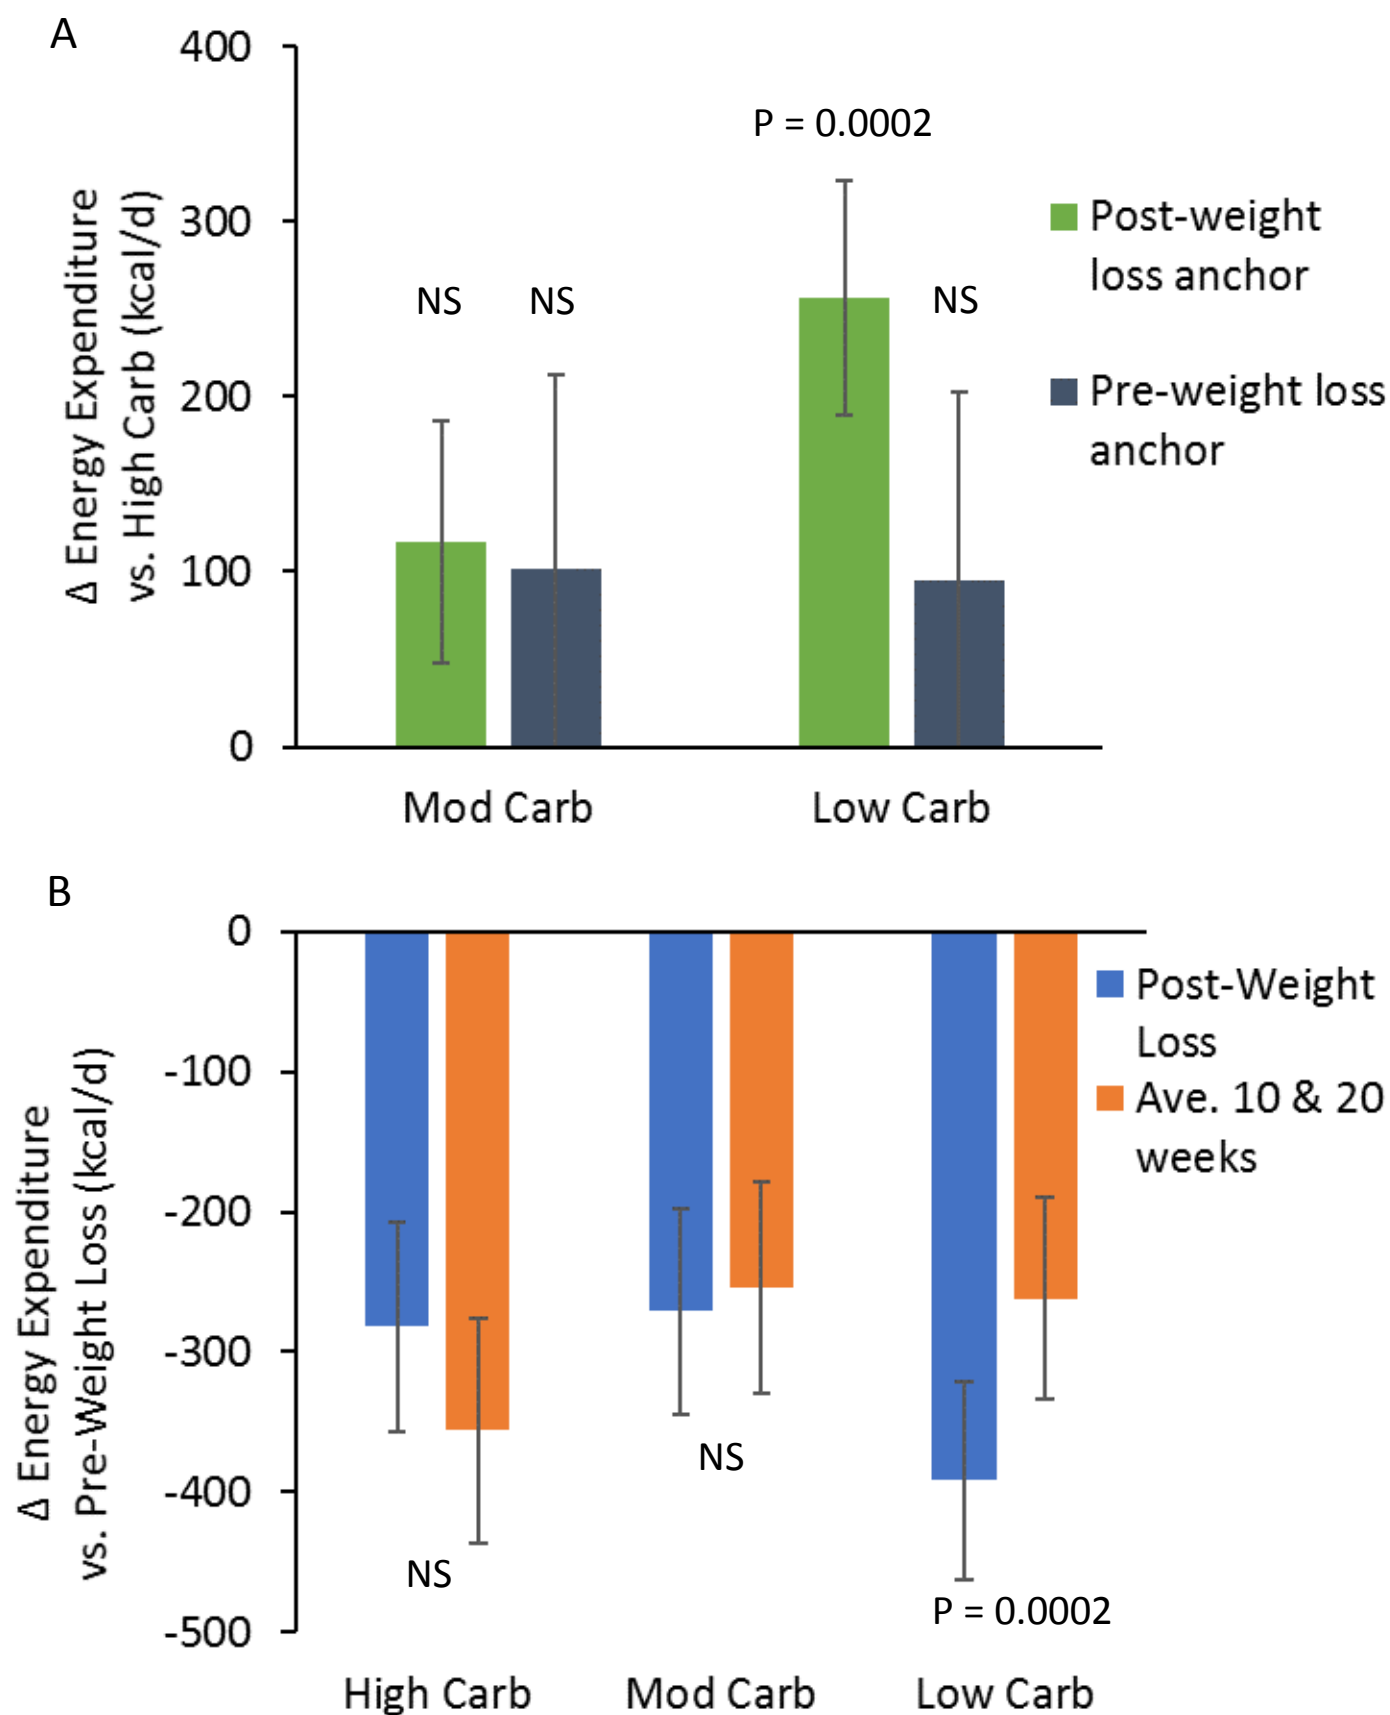 A
Δ Energy Expenditure
vs. High Carb (kcal/d)
400
300
200
100
0
P = 0.0002
NS
NS
NS
Post-weight
loss anchor
Pre-weight loss
anchor
Mod Carb
Low Carb
B
Δ Energy Expenditure
vs. Pre-Weight Loss (kcal/d)
0
-100
-200
-300
-400
-500
Post-Weight
Loss
Ave. 10 & 20
weeks
NS
NS
P = 0.0002
High Carb
Mod Carb
Low Carb